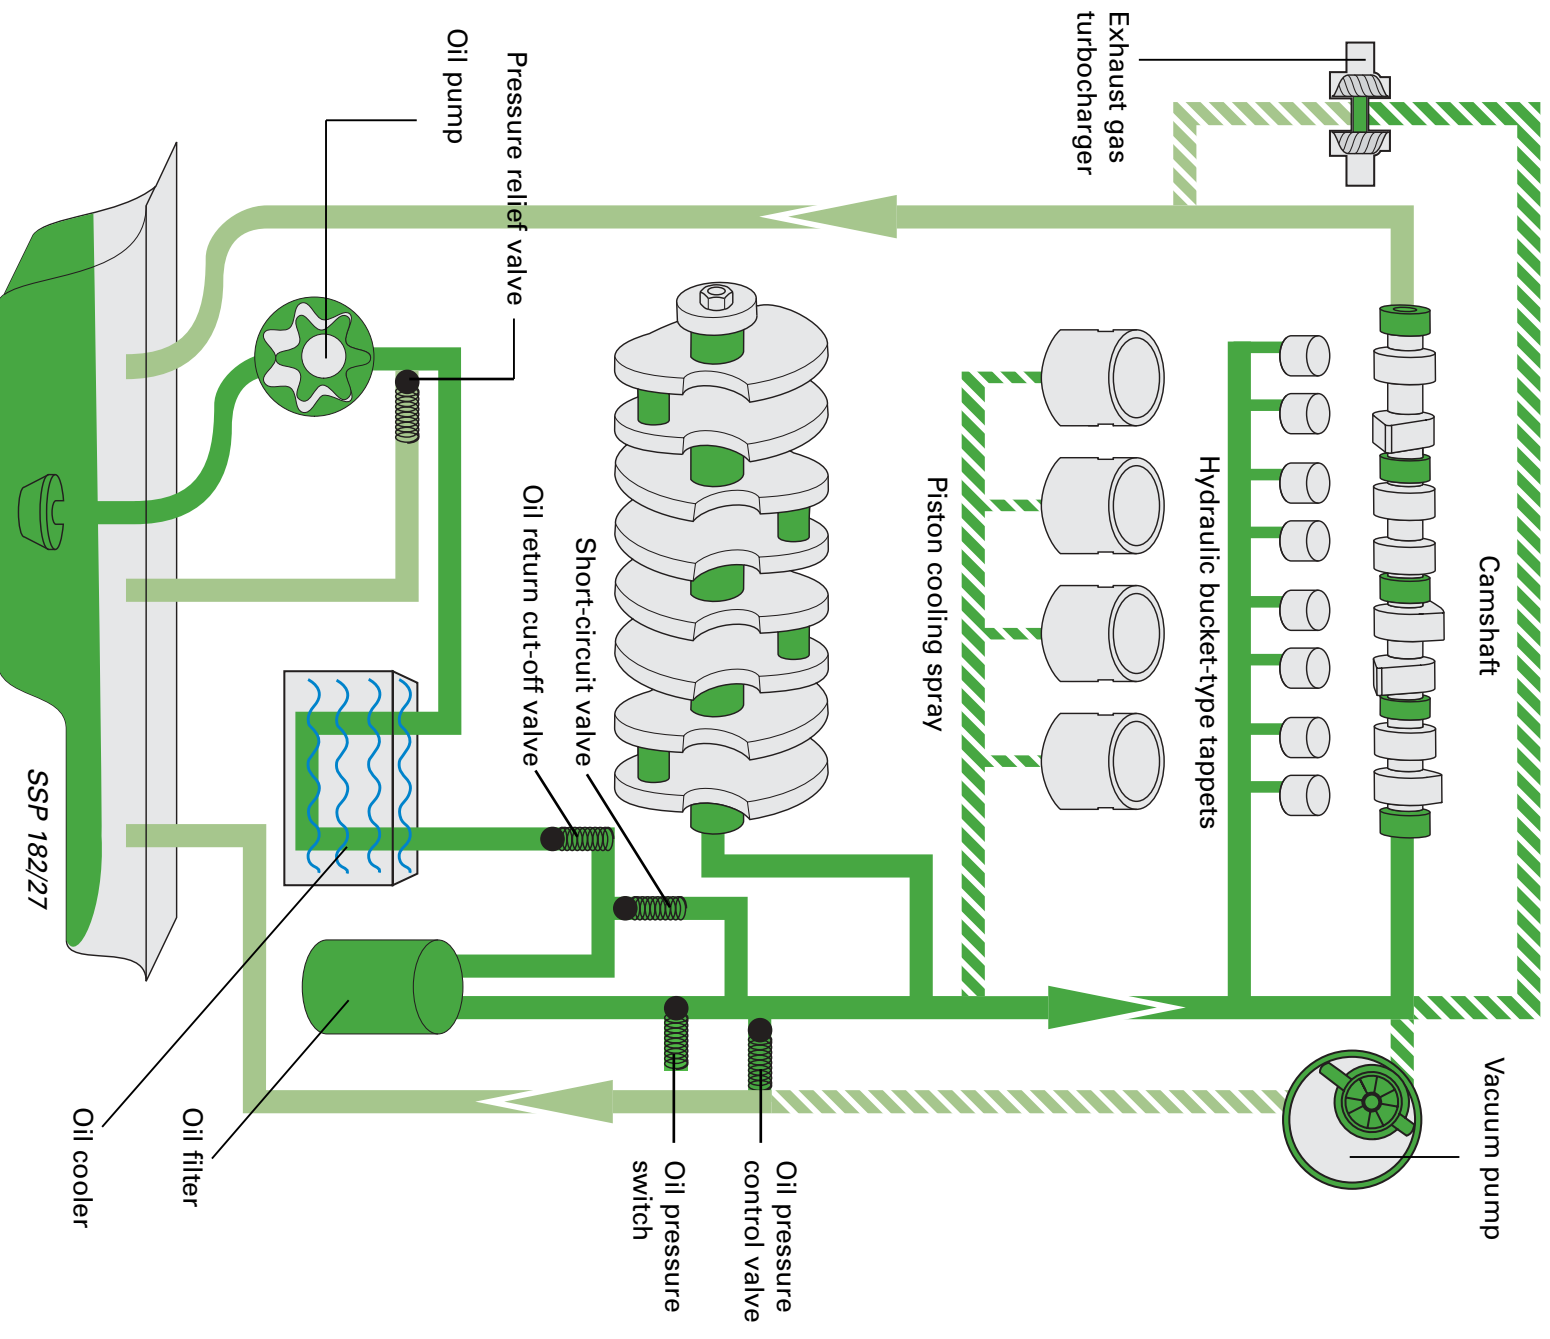 Exhaust gas
turbocharger
Camshaft
Vacuum pump
Hydraulic bucket-type tappets
Piston cooling spray
Short-circuit valve
Oil return cut-off valve
Pressure relief valve
Oil pump
Oil pressure
control valve
Oil pressure
switch
Oil filter
Oil cooler
SSP 182/27